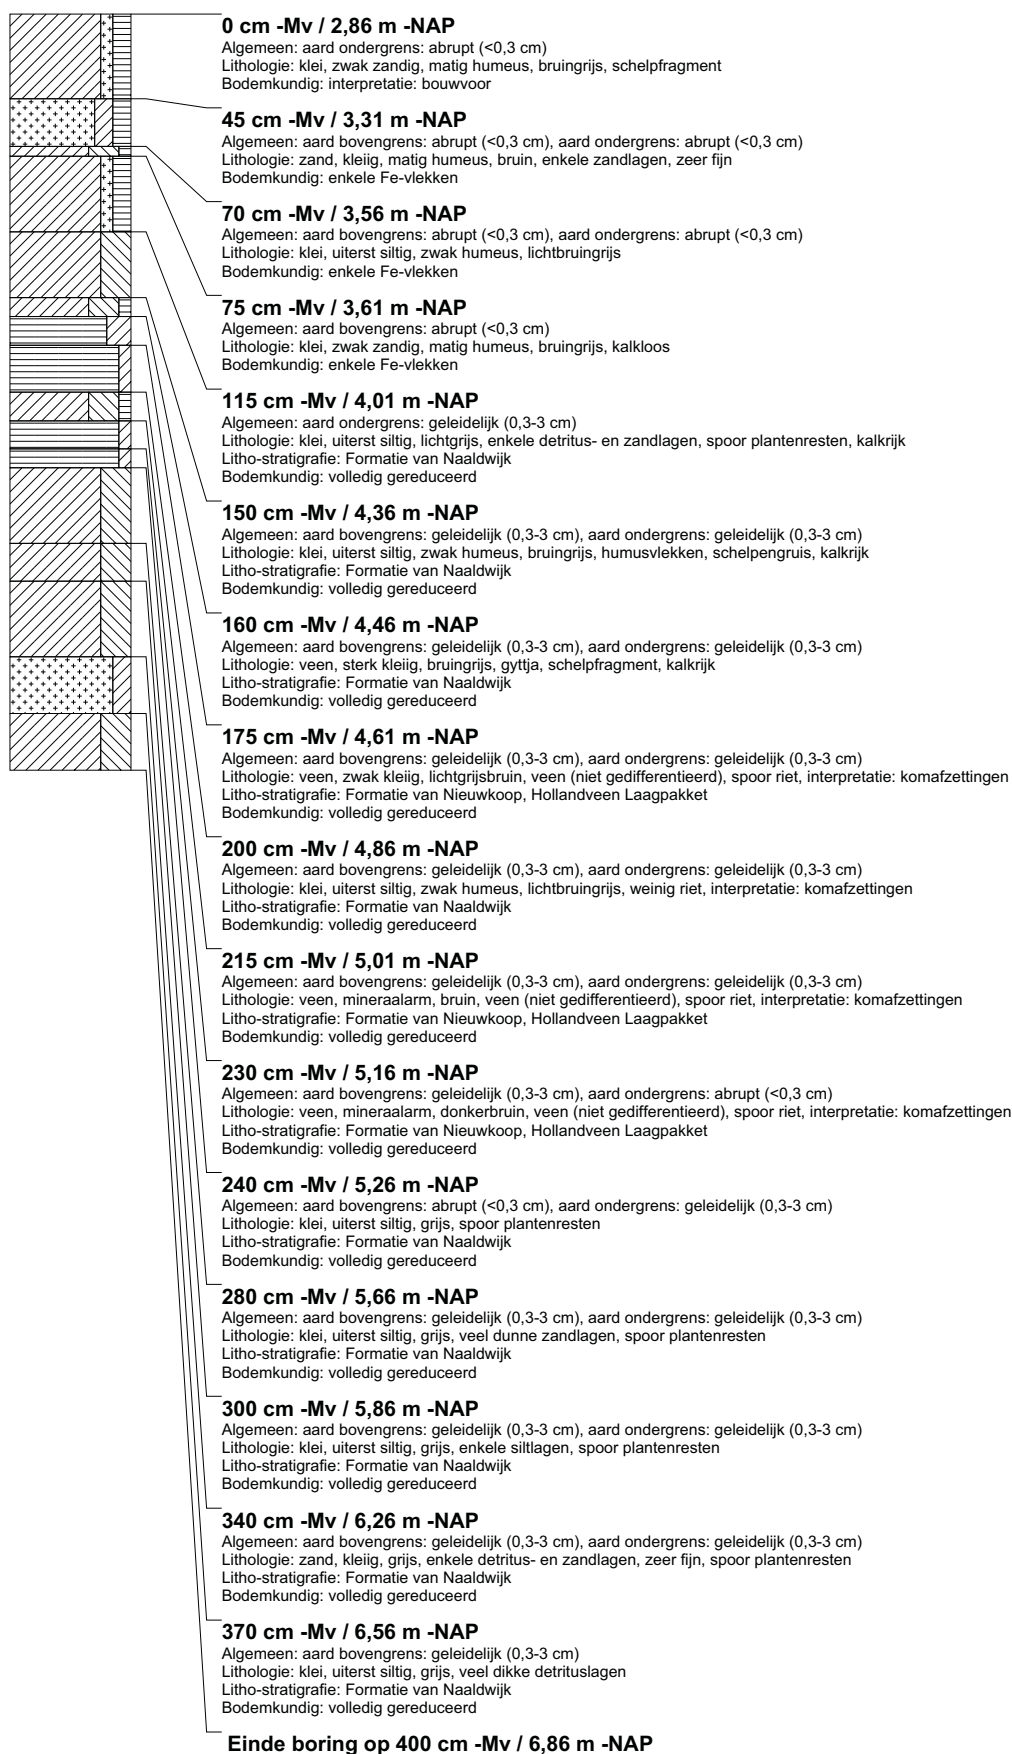 0 cm -Mv / 2,86 m -NAP
Algemeen: aard ondergrens: abrupt (<0,3 cm)
Lithologie: klei, zwak zandig, matig humeus, bruingrijs, schelpfragment
Bodemkundig: interpretatie: bouwvoor
45 cm -Mv / 3,31 m -NAP
Algemeen: aard bovengrens: abrupt (<0,3 cm), aard ondergrens: abrupt (<0,3 cm)
Lithologie: zand, kleiig, matig humeus, bruin, enkele zandlagen, zeer fijn
Bodemkundig: enkele Fe-vlekken
70 cm -Mv / 3,56 m -NAP
Algemeen: aard bovengrens: abrupt (<0,3 cm), aard ondergrens: abrupt (<0,3 cm)
Lithologie: klei, uiterst siltig, zwak humeus, lichtbruingrijs
Bodemkundig: enkele Fe-vlekken
75 cm -Mv / 3,61 m -NAP
Algemeen: aard bovengrens: abrupt (<0,3 cm)
Lithologie: klei, zwak zandig, matig humeus, bruingrijs, kalkloos
Bodemkundig: enkele Fe-vlekken
115 cm -Mv / 4,01 m -NAP
Algemeen: aard ondergrens: geleidelijk (0,3-3 cm)
Lithologie: klei, uiterst siltig, lichtgrijs, enkele detritus- en zandlagen, spoor plantenresten, kalkrijk
Litho-stratigrafie: Formatie van Naaldwijk
Bodemkundig: volledig gereduceerd
150 cm -Mv / 4,36 m -NAP
Algemeen: aard bovengrens: geleidelijk (0,3-3 cm), aard ondergrens: geleidelijk (0,3-3 cm)
Lithologie: klei, uiterst siltig, zwak humeus, bruingrijs, humusvlekken, schelpengruis, kalkrijk
Litho-stratigrafie: Formatie van Naaldwijk
Bodemkundig: volledig gereduceerd
160 cm -Mv / 4,46 m -NAP
Algemeen: aard bovengrens: geleidelijk (0,3-3 cm), aard ondergrens: geleidelijk (0,3-3 cm)
Lithologie: veen, sterk kleiig, bruingrijs, gyttja, schelpfragment, kalkrijk
Litho-stratigrafie: Formatie van Naaldwijk
Bodemkundig: volledig gereduceerd
175 cm -Mv / 4,61 m -NAP
Algemeen: aard bovengrens: geleidelijk (0,3-3 cm), aard ondergrens: geleidelijk (0,3-3 cm)
Lithologie: veen, zwak kleiig, lichtgrijsbruin, veen (niet gedifferentieerd), spoor riet, interpretatie: komafzettingen
Litho-stratigrafie: Formatie van Nieuwkoop, Hollandveen Laagpakket
Bodemkundig: volledig gereduceerd
200 cm -Mv / 4,86 m -NAP
Algemeen: aard bovengrens: geleidelijk (0,3-3 cm), aard ondergrens: geleidelijk (0,3-3 cm)
Lithologie: klei, uiterst siltig, zwak humeus, lichtbruingrijs, weinig riet, interpretatie: komafzettingen
Litho-stratigrafie: Formatie van Naaldwijk
Bodemkundig: volledig gereduceerd
215 cm -Mv / 5,01 m -NAP
Algemeen: aard bovengrens: geleidelijk (0,3-3 cm), aard ondergrens: geleidelijk (0,3-3 cm)
Lithologie: veen, mineraalarm, bruin, veen (niet gedifferentieerd), spoor riet, interpretatie: komafzettingen
Litho-stratigrafie: Formatie van Nieuwkoop, Hollandveen Laagpakket
Bodemkundig: volledig gereduceerd
230 cm -Mv / 5,16 m -NAP
Algemeen: aard bovengrens: geleidelijk (0,3-3 cm), aard ondergrens: abrupt (<0,3 cm)
Lithologie: veen, mineraalarm, donkerbruin, veen (niet gedifferentieerd), spoor riet, interpretatie: komafzettingen
Litho-stratigrafie: Formatie van Nieuwkoop, Hollandveen Laagpakket
Bodemkundig: volledig gereduceerd
240 cm -Mv / 5,26 m -NAP
Algemeen: aard bovengrens: abrupt (<0,3 cm), aard ondergrens: geleidelijk (0,3-3 cm)
Lithologie: klei, uiterst siltig, grijs, spoor plantenresten
Litho-stratigrafie: Formatie van Naaldwijk
Bodemkundig: volledig gereduceerd
280 cm -Mv / 5,66 m -NAP
Algemeen: aard bovengrens: geleidelijk (0,3-3 cm), aard ondergrens: geleidelijk (0,3-3 cm)
Lithologie: klei, uiterst siltig, grijs, veel dunne zandlagen, spoor plantenresten
Litho-stratigrafie: Formatie van Naaldwijk
Bodemkundig: volledig gereduceerd
300 cm -Mv / 5,86 m -NAP
Algemeen: aard bovengrens: geleidelijk (0,3-3 cm), aard ondergrens: geleidelijk (0,3-3 cm)
Lithologie: klei, uiterst siltig, grijs, enkele siltlagen, spoor plantenresten
Litho-stratigrafie: Formatie van Naaldwijk
Bodemkundig: volledig gereduceerd
340 cm -Mv / 6,26 m -NAP
Algemeen: aard bovengrens: geleidelijk (0,3-3 cm), aard ondergrens: geleidelijk (0,3-3 cm)
Lithologie: zand, kleiig, grijs, enkele detritus- en zandlagen, zeer fijn, spoor plantenresten
Litho-stratigrafie: Formatie van Naaldwijk
Bodemkundig: volledig gereduceerd
370 cm -Mv / 6,56 m -NAP
Algemeen: aard bovengrens: geleidelijk (0,3-3 cm)
Lithologie: klei, uiterst siltig, grijs, veel dikke detrituslagen
Litho-stratigrafie: Formatie van Naaldwijk
Bodemkundig: volledig gereduceerd
Einde boring op 400 cm -Mv / 6,86 m -NAP